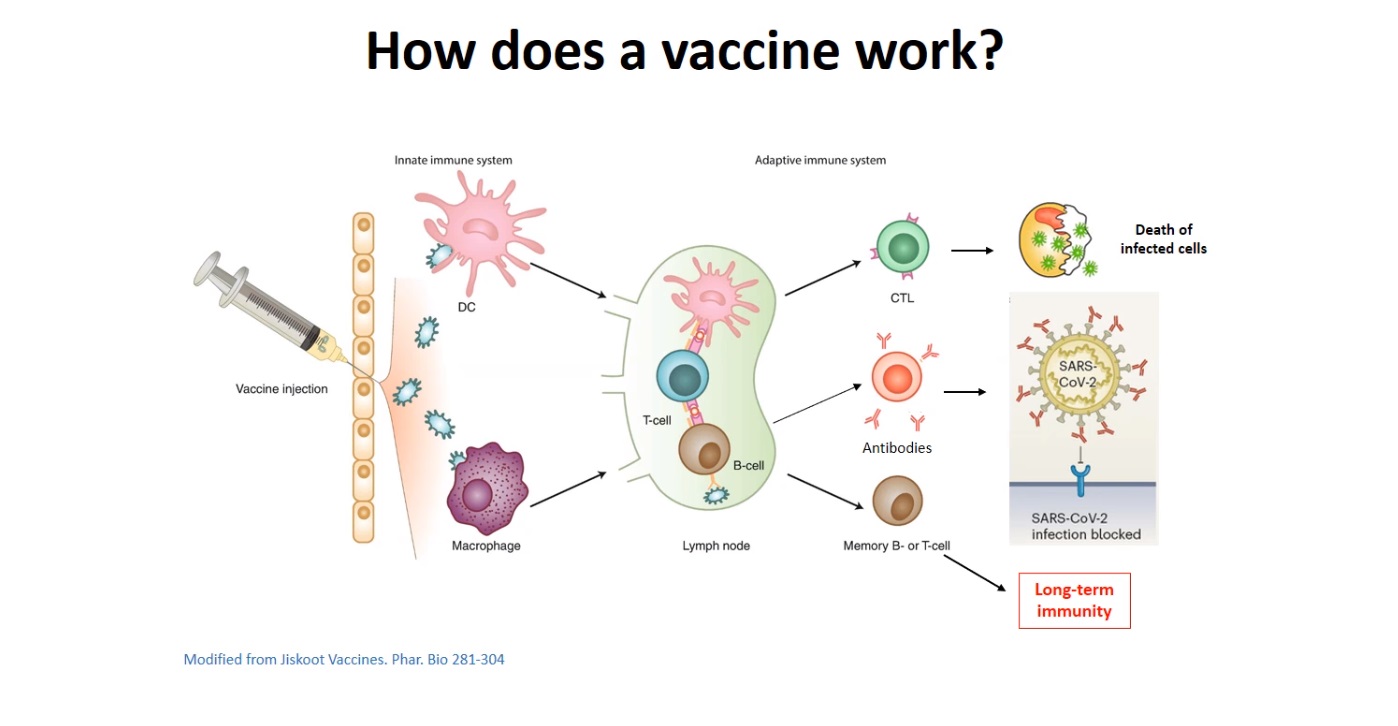 How does a vaccine work?
Innate immune system
Adaptive immune system
DC
CTL
Death of
infected cells
Vaccine injection
T-cell
B-cell
Antibodies
SARS-
CoV-2
SARS-CoV-2
infection blocked
Macrophage
Lymph node
Memory B- or T-cell
Long-term
immunity
Modified from Jiskoot Vaccines. Phar. Bio 281-304